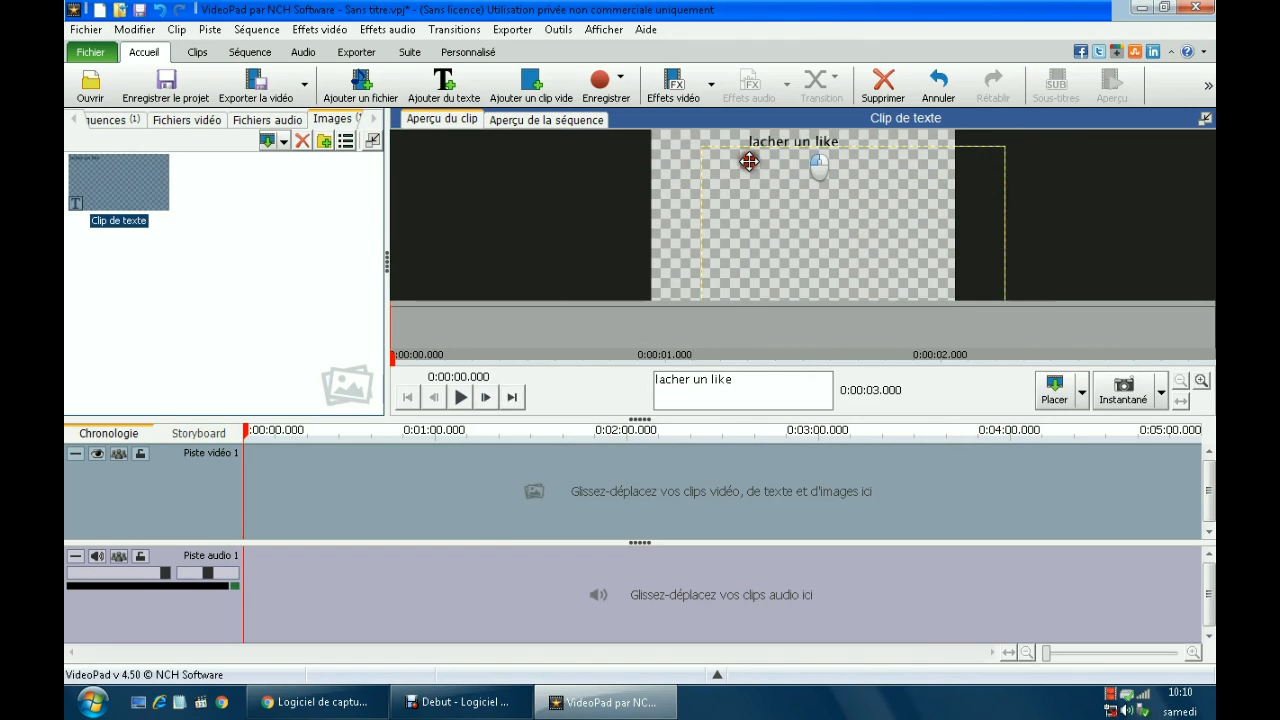 VideoPad par NCH Software - Sans titre.vpj* - (Sans licence) Utilisation privée non commerciale uniquement
Fichier Modifier Clip Piste Séquence Effets vidéo Effets audio Transitions Exporter Outils Afficher Aide
Fichier Accueil Clips Séquence Audio Exporter Suite Personnalisé
Ouvrir Enregistrer le projet Exporter la vidéo Ajouter un fichier Ajouter du texte Ajouter un clip vide Enregistrer Effets vidéo Effets audio Transition Supprimer Annuler Rétablir Sous-titres Aperçu
uences (1) Fichiers vidéo Fichiers audio Images (
Aperçu du clip Aperçu de la séquence Clip de texte
lacher un like
Clip de texte
:00:00.000 0:00:01.000 0:00:02.000
0:00:00.000
lacher un like
0:00:03.000
Placer Instantané
Chronologie Storyboard
:00:00.000 0:01:00.000 0:02:00.000 0:03:00.000 0:04:00.000 0:05:00.000
Piste vidéo 1
Glissez-déplacez vos clips vidéo, de texte et d'images ici
Piste audio 1
Glissez-déplacez vos clips audio ici
VideoPad v 4.50 © NCH Software
Logiciel de captu... Debut - Logiciel ... VideoPad par NC...
10:10
samedi